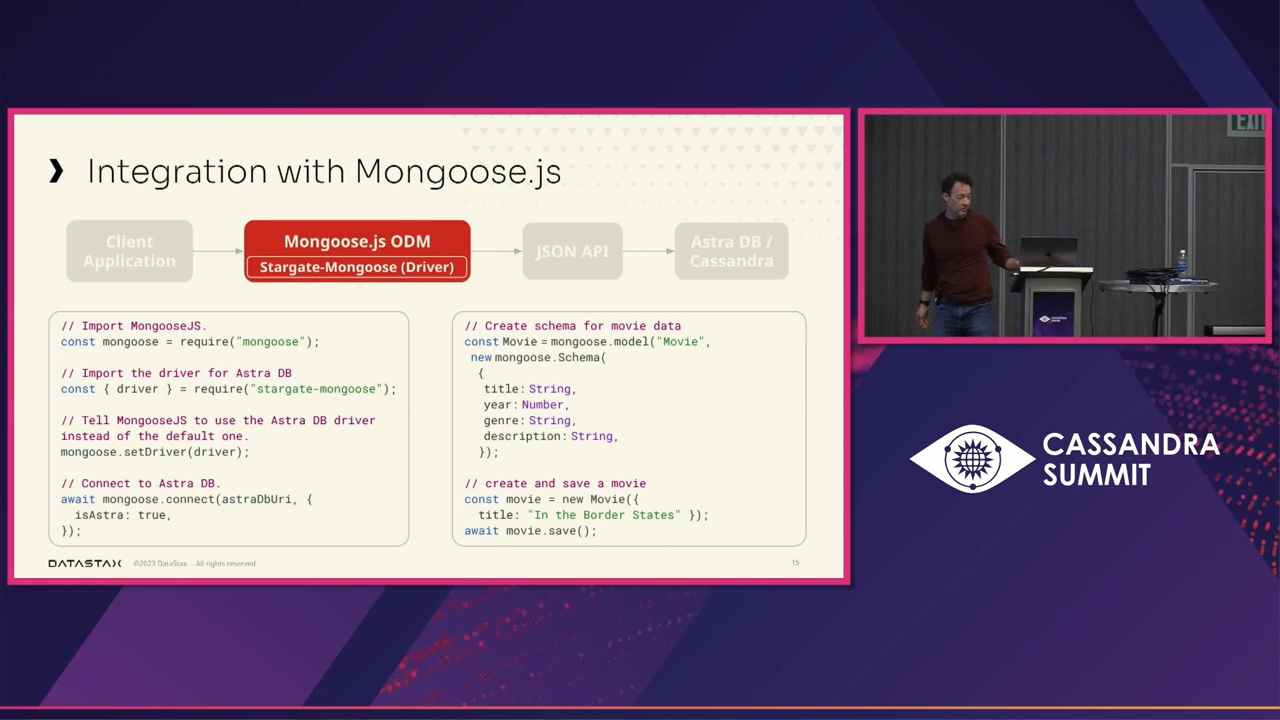 ❯ Integration with Mongoose.js
Client
Application
Mongoose.js ODM
Stargate-Mongoose (Driver)
JSON API
Astra DB /
Cassandra
// Import MongooseJS.
const mongoose = require("mongoose");
// Import the driver for Astra DB
const { driver } = require("stargate-mongoose");
// Tell MongooseJS to use the Astra DB driver
instead of the default one.
mongoose.setDriver(driver);
// Connect to Astra DB.
await mongoose.connect(astraDbUri, {
isAstra: true,
});
// Create schema for movie data
const Movie = mongoose.model("Movie",
new mongoose.Schema(
{
title: String,
year: Number,
genre: String,
description: String,
});
// create and save a movie
const movie = new Movie({
title: "In the Border States" });
await movie.save();
DATASTAX ©2023 DataStax. - All rights reserved
15
EXIT
CASSANDRA
SUMMIT